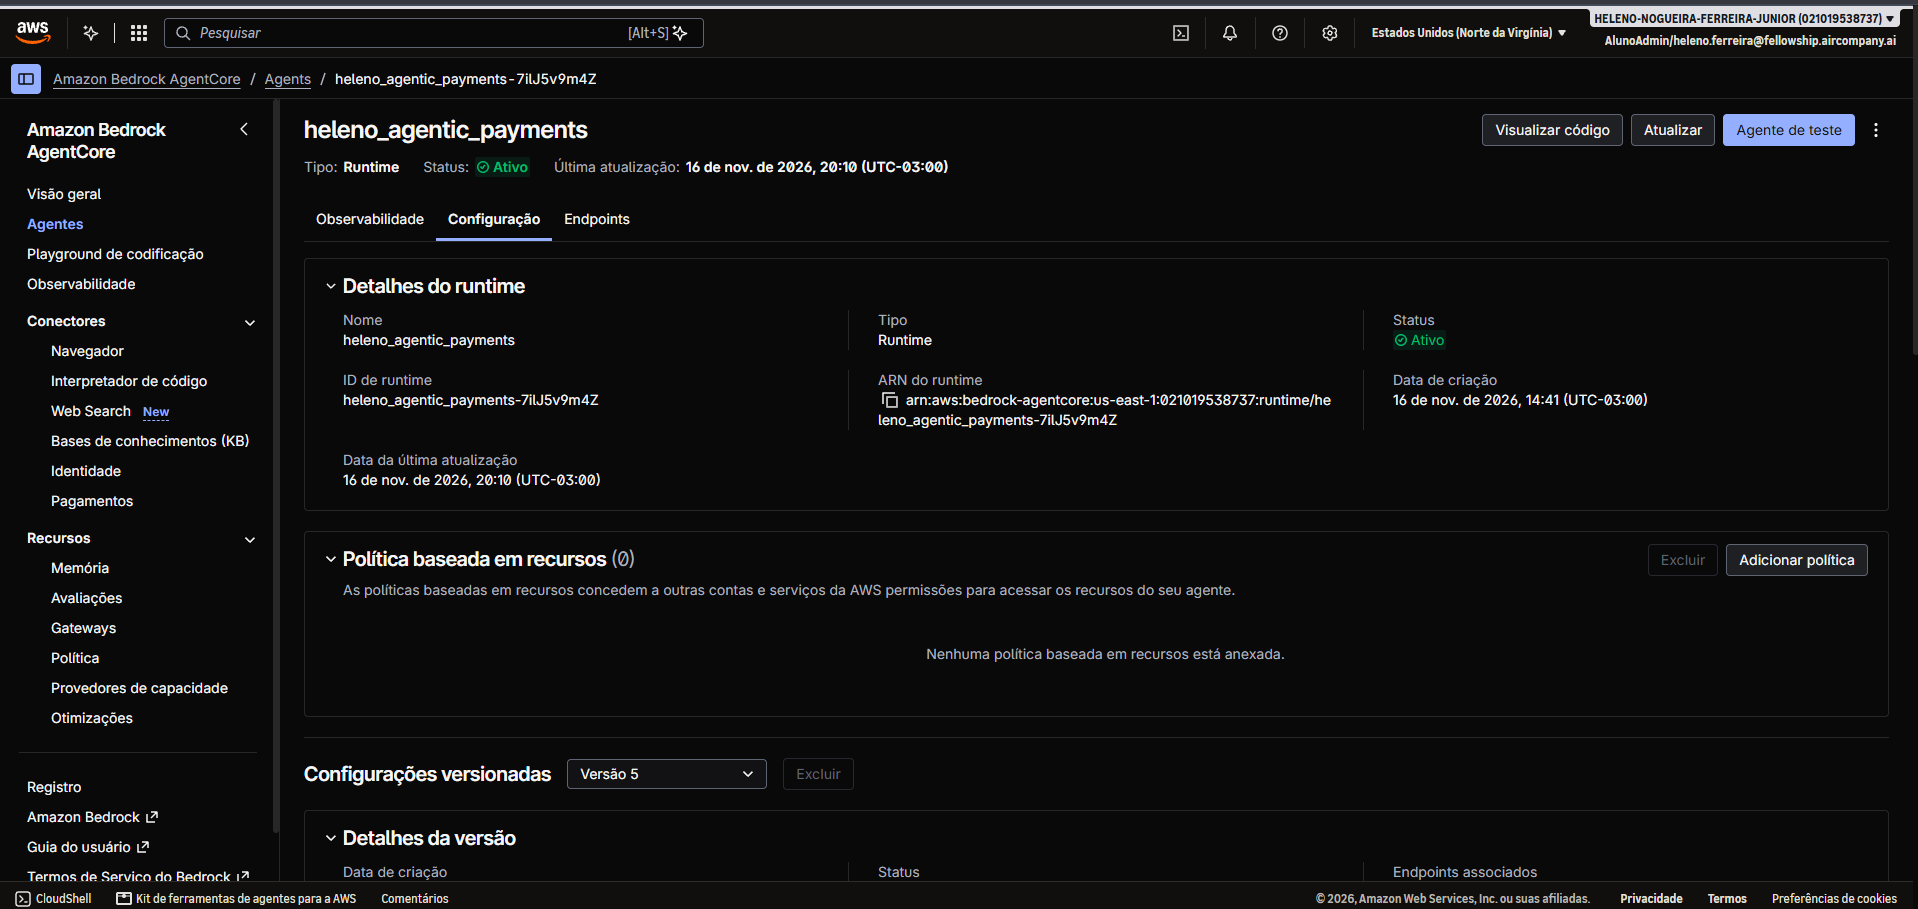 aws
Pesquisar
[Alt+S]
Estados Unidos (Norte da Virgínia)
HELENO-NOGUEIRA-FERREIRA-JUNIOR (021019538737)
AlunoAdmin/heleno.ferreira@fellowship.aircompany.ai
Amazon Bedrock AgentCore / Agents / heleno_agentic_payments-7ilJ5v9m4Z
Amazon Bedrock
AgentCore
Visão geral
Agentes
Playground de codificação
Observabilidade
Conectores
Navegador
Interpretador de código
Web Search New
Bases de conhecimentos (KB)
Identidade
Pagamentos
Recursos
Memória
Avaliações
Gateways
Política
Provedores de capacidade
Otimizações
Registro
Amazon Bedrock
Guia do usuário
Termos de Serviço do Bedrock
heleno_agentic_payments
Visualizar código
Atualizar
Agente de teste
Tipo: Runtime Status: Ativo Última atualização: 16 de nov. de 2026, 20:10 (UTC-03:00)
Observabilidade
Configuração
Endpoints
Detalhes do runtime
Nome
heleno_agentic_payments
Tipo
Runtime
Status
Ativo
ID de runtime
heleno_agentic_payments-7ilJ5v9m4Z
ARN do runtime
arn:aws:bedrock-agentcore:us-east-1:021019538737:runtime/he
leno_agentic_payments-7ilJ5v9m4Z
Data de criação
16 de nov. de 2026, 14:41 (UTC-03:00)
Data da última atualização
16 de nov. de 2026, 20:10 (UTC-03:00)
Política baseada em recursos (0)
Excluir
Adicionar política
As políticas baseadas em recursos concedem a outras contas e serviços da AWS permissões para acessar os recursos do seu agente.
Nenhuma política baseada em recursos está anexada.
Configurações versionadas
Versão 5
Excluir
Detalhes da versão
Data de criação
Status
Endpoints associados
CloudShell
Kit de ferramentas de agentes para a AWS
Comentários
© 2026, Amazon Web Services, Inc. ou suas afiliadas.
Privacidade
Termos
Preferências de cookies